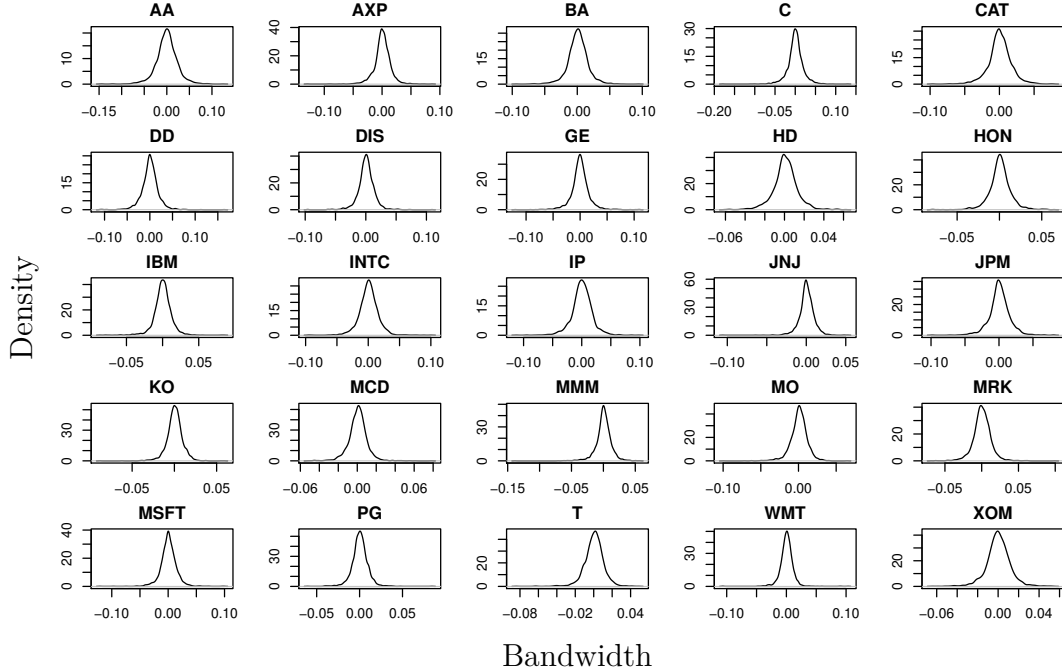 AA AXP BA C CAT
0 10
0 20 40
0 15
0 15 30
0 15
−0.15 0.00 0.10
−0.10 0.00 0.10
−0.10 0.00 0.10
−0.20 −0.05 0.10
−0.10 0.00
DD DIS GE HD HON
0 15
0 20
0 20
0 20
0 20
−0.10 0.00 0.10
−0.10 0.00 0.10
−0.10 0.00 0.10
−0.06 0.00 0.04
−0.05 0.05
IBM INTC IP JNJ JPM
0 20
0 15
0 15
0 30 60
0 20
−0.05 0.05
−0.10 0.00 0.10
−0.10 0.00 0.10
−0.10 0.00 0.05
−0.10 0.00
Density
KO MCD MMM MO MRK
0 30
0 30
0 30
0 20
0 20
−0.05 0.05
−0.06 0.00 0.06
−0.15 −0.05 0.05
−0.10 0.00
−0.05 0.05
MSFT PG T WMT XOM
0 20 40
0 30
0 20
0 30
0 20
−0.10 0.00 0.10
−0.05 0.05
−0.08 −0.02 0.04
−0.10 0.00 0.10
−0.06 0.00 0.04
Bandwidth